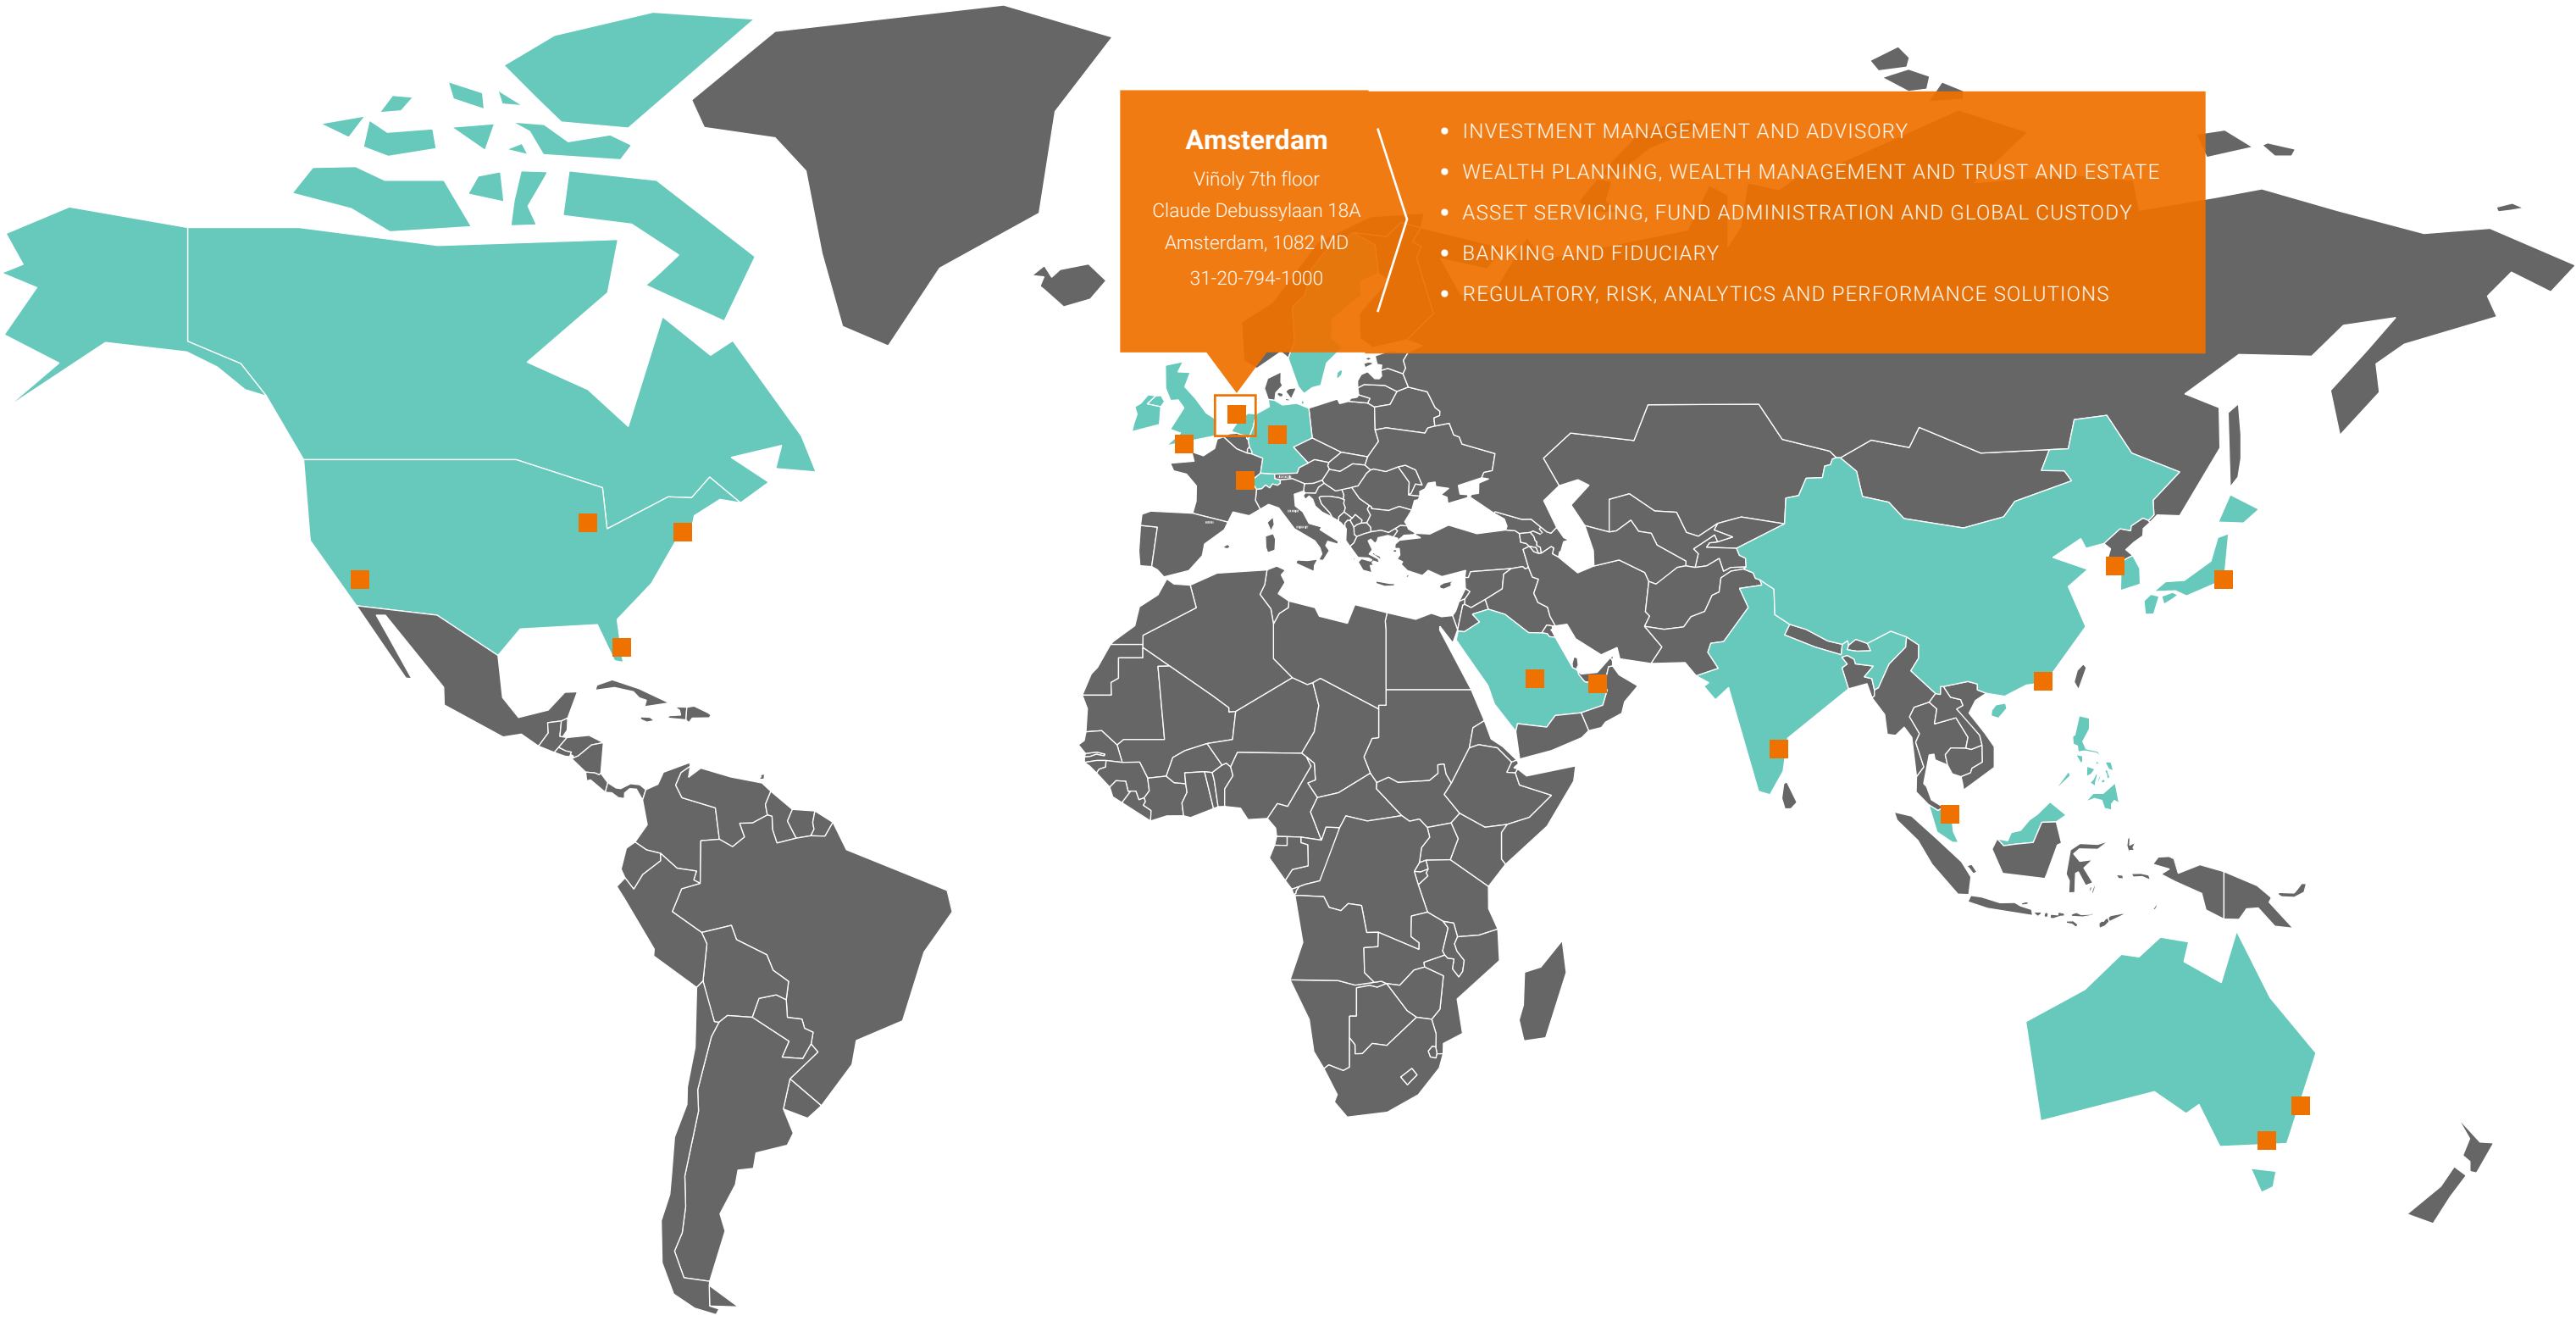 Amsterdam
Viñoly 7th floor
Claude Debussylaan 18A
Amsterdam, 1082 MD
31-20-794-1000
• INVESTMENT MANAGEMENT AND ADVISORY
• WEALTH PLANNING, WEALTH MANAGEMENT AND TRUST AND ESTATE
• ASSET SERVICING, FUND ADMINISTRATION AND GLOBAL CUSTODY
• BANKING AND FIDUCIARY
• REGULATORY, RISK, ANALYTICS AND PERFORMANCE SOLUTIONS